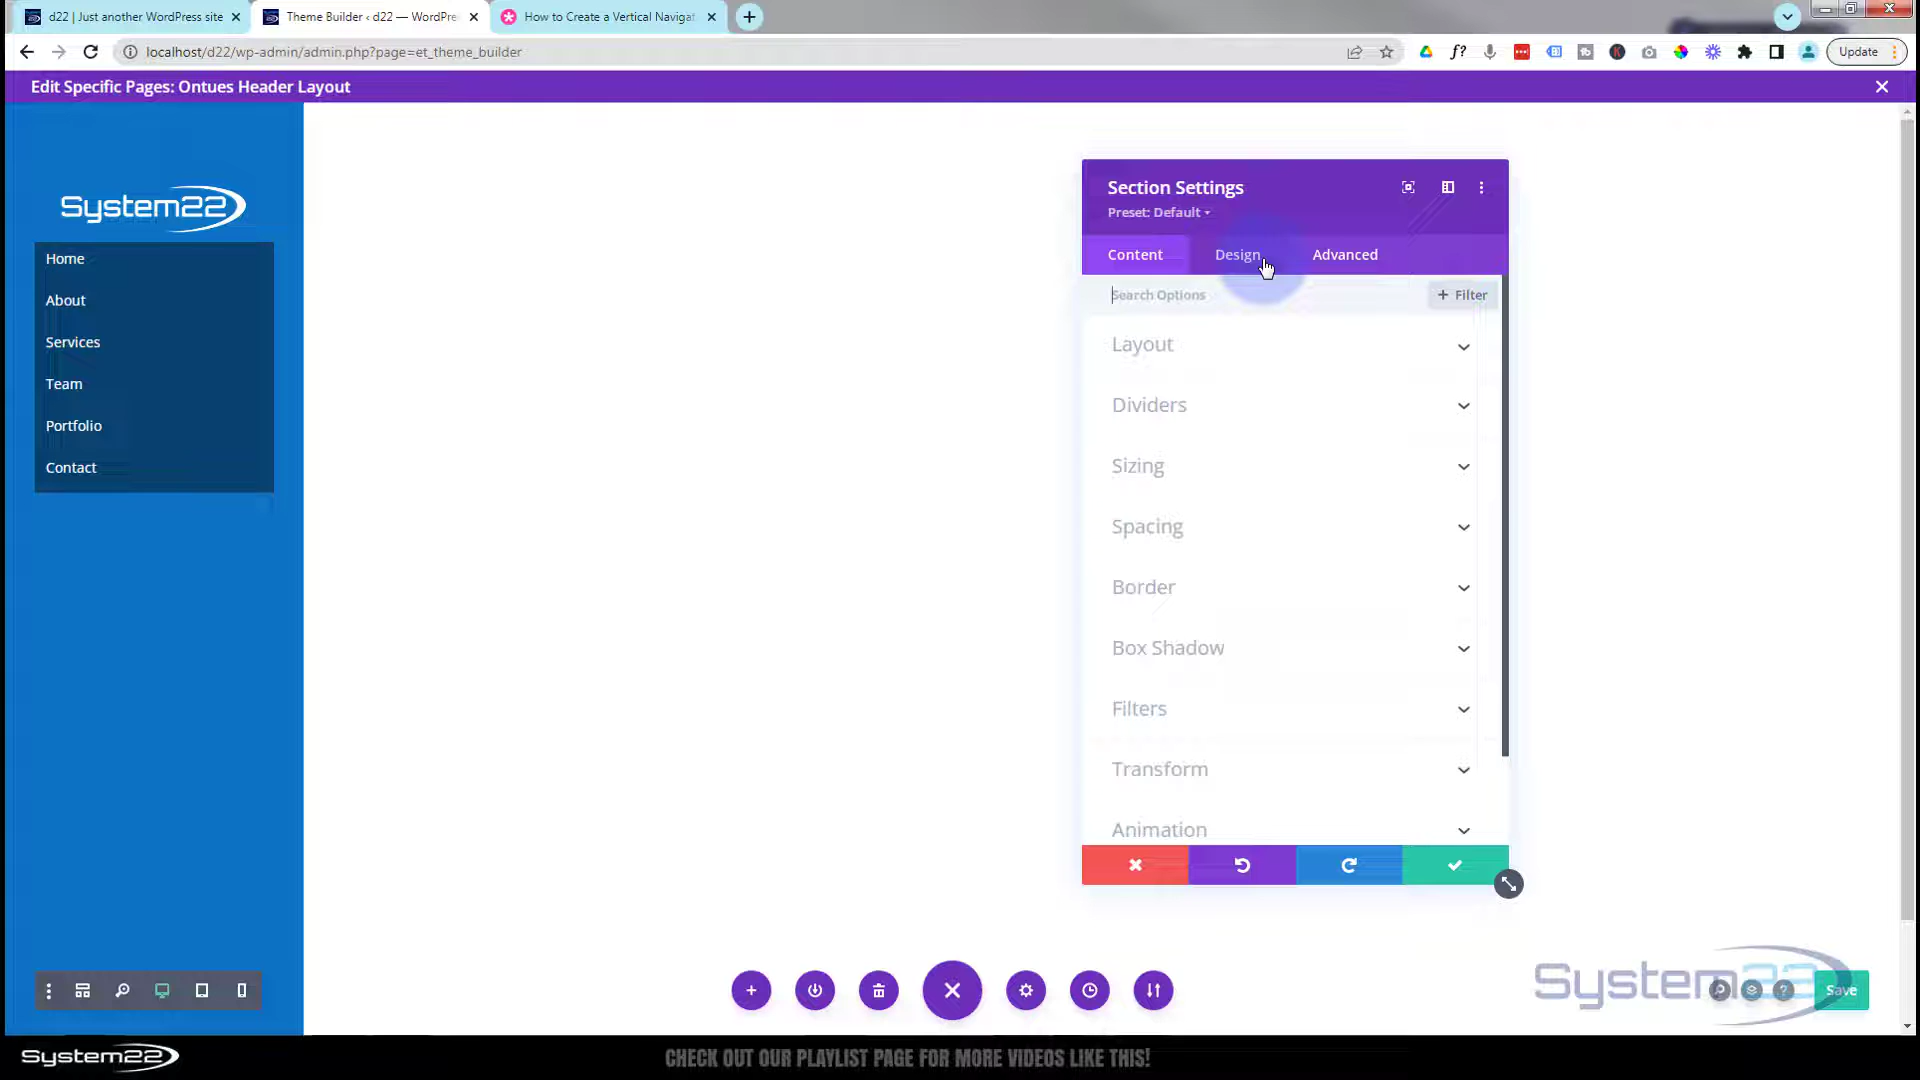 d22 | Just another WordPress site
Theme Builder ‹ d22 — WordPre
How to Create a Vertical Navigat
localhost/d22/wp-admin/admin.php?page=et_theme_builder
Update
Edit Specific Pages: Ontues Header Layout
System22
Home
About
Services
Team
Portfolio
Contact
Section Settings
Preset: Default
Content
Design
Advanced
Search Options
+ Filter
Layout
Dividers
Sizing
Spacing
Border
Box Shadow
Filters
Transform
Animation
System22
Save
System22
CHECK OUT OUR PLAYLIST PAGE FOR MORE VIDEOS LIKE THIS!